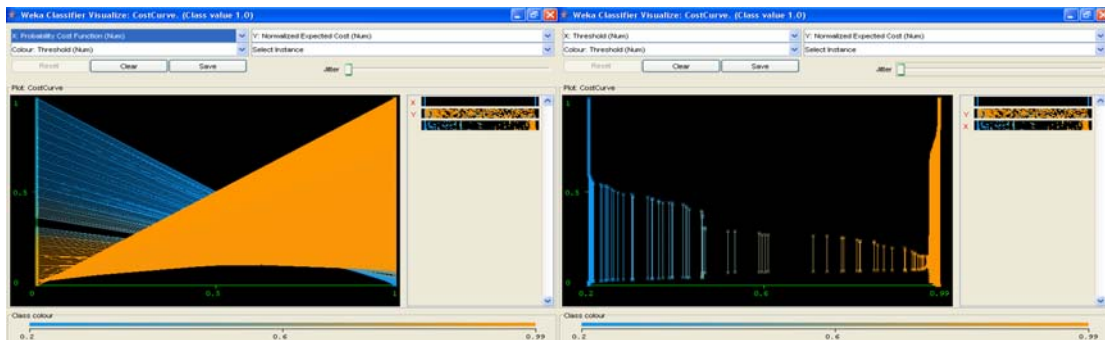 Weka Classifier Visualize: CostCurve. (Class value 1.0)
X: Probability Cost Function (Num)
Y: Normalized Expected Cost (Num)
Colour: Threshold (Num)
Select Instance
Reset
Clear
Save
Jitter
Plot: CostCurve
1
0.5
0
0
0.5
1
X
Y
Class colour
0.2
0.6
0.99
Weka Classifier Visualize: CostCurve. (Class value 1.0)
X: Threshold (Num)
Y: Normalized Expected Cost (Num)
Colour: Threshold (Num)
Select Instance
Reset
Clear
Save
Jitter
Plot: CostCurve
1
0.5
0
0.2
0.6
0.99
Y
X
Class colour
0.2
0.6
0.99